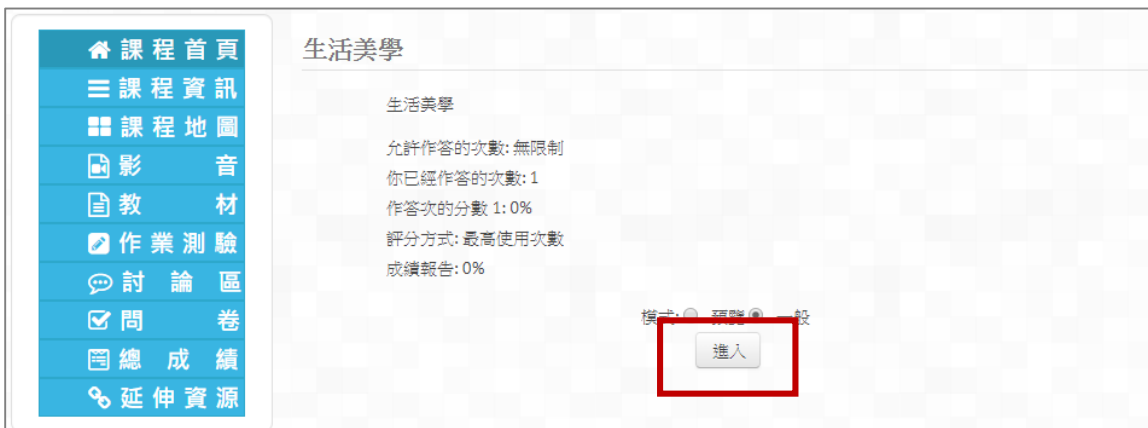 課程首頁
課程資訊
課程地圖
影音
教材
作業測驗
討論區
問卷
總成績
延伸資源
生活美學
生活美學
允許作答的次數: 無限制
你已經作答的次數: 1
作答次的分數 1: 0%
評分方式: 最高使用次數
成績報告: 0%
模式: 預覽 一般
進入